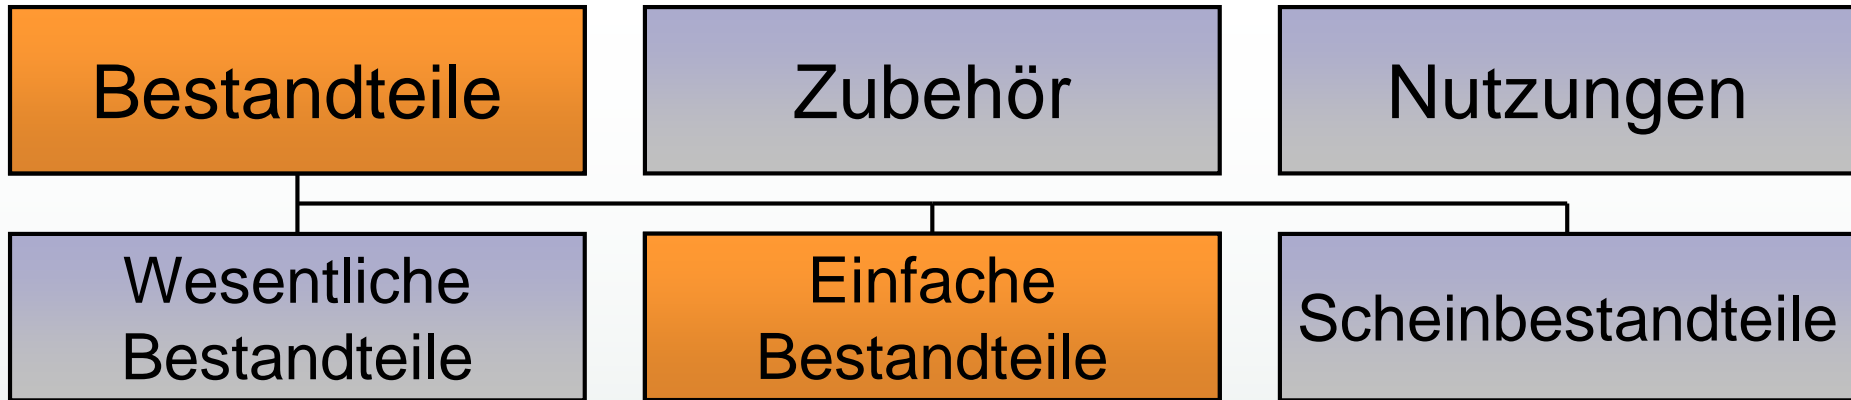 Bestandteile
Zubehör
Nutzungen
Wesentliche
Bestandteile
Einfache
Bestandteile
Scheinbestandteile